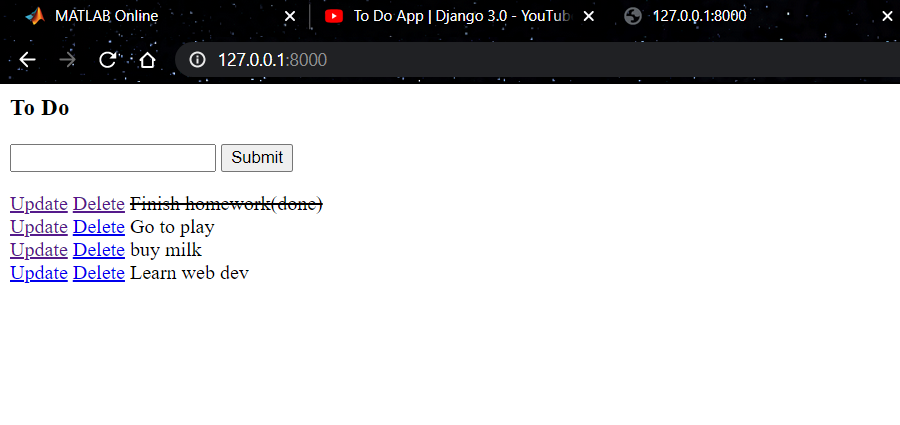 MATLAB Online
To Do App | Django 3.0 - YouTub
127.0.0.1:8000
127.0.0.1:8000
To Do
Submit
Update Delete Finish homework(done)
Update Delete Go to play
Update Delete buy milk
Update Delete Learn web dev